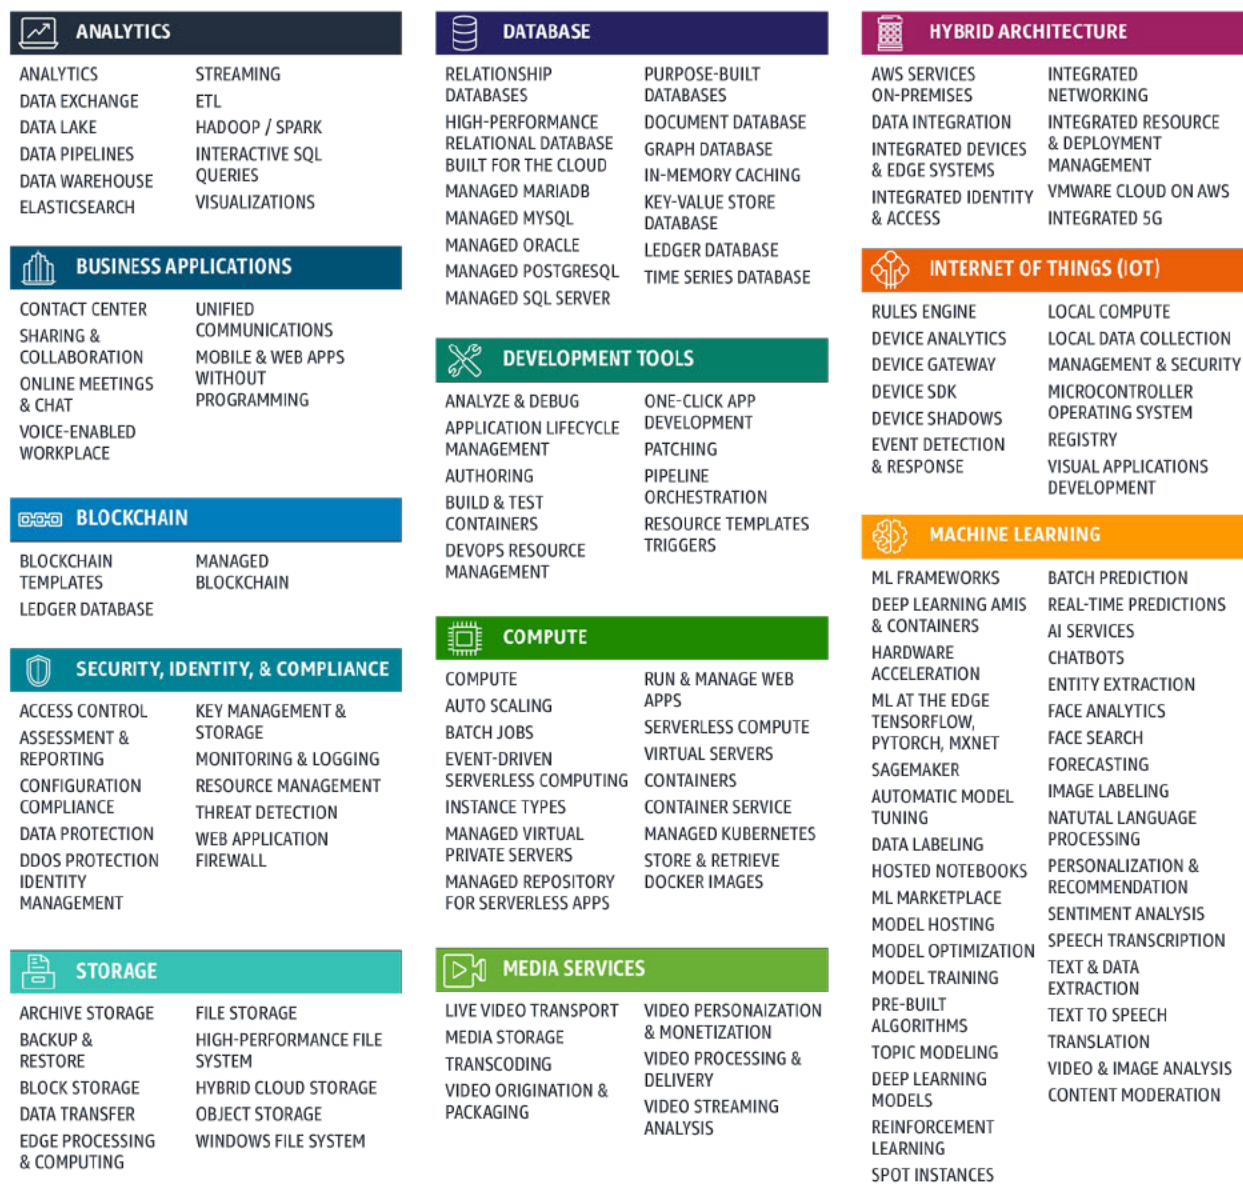 ANALYTICS
ANALYTICS
DATA EXCHANGE
DATA LAKE
DATA PIPELINES
DATA WAREHOUSE
ELASTICSEARCH
STREAMING
ETL
HADOOP / SPARK
INTERACTIVE SQL
QUERIES
VISUALIZATIONS
BUSINESS APPLICATIONS
CONTACT CENTER
SHARING &
COLLABORATION
ONLINE MEETINGS
& CHAT
VOICE-ENABLED
WORKPLACE
UNIFIED
COMMUNICATIONS
MOBILE & WEB APPS
WITHOUT
PROGRAMMING
BLOCKCHAIN
BLOCKCHAIN
TEMPLATES
LEDGER DATABASE
MANAGED
BLOCKCHAIN
SECURITY, IDENTITY, & COMPLIANCE
ACCESS CONTROL
ASSESSMENT &
REPORTING
CONFIGURATION
COMPLIANCE
DATA PROTECTION
DDOS PROTECTION
IDENTITY
MANAGEMENT
KEY MANAGEMENT &
STORAGE
MONITORING & LOGGING
RESOURCE MANAGEMENT
THREAT DETECTION
WEB APPLICATION
FIREWALL
STORAGE
ARCHIVE STORAGE
BACKUP &
RESTORE
BLOCK STORAGE
DATA TRANSFER
EDGE PROCESSING
& COMPUTING
FILE STORAGE
HIGH-PERFORMANCE FILE
SYSTEM
HYBRID CLOUD STORAGE
OBJECT STORAGE
WINDOWS FILE SYSTEM
DATABASE
RELATIONSHIP
DATABASES
HIGH-PERFORMANCE
RELATIONAL DATABASE
BUILT FOR THE CLOUD
MANAGED MARIADB
MANAGED MYSQL
MANAGED ORACLE
MANAGED POSTGRESQL
MANAGED SQL SERVER
PURPOSE-BUILT
DATABASES
DOCUMENT DATABASE
GRAPH DATABASE
IN-MEMORY CACHING
KEY-VALUE STORE
DATABASE
LEDGER DATABASE
TIME SERIES DATABASE
DEVELOPMENT TOOLS
ANALYZE & DEBUG
APPLICATION LIFECYCLE
MANAGEMENT
AUTHORING
BUILD & TEST
CONTAINERS
DEVOPS RESOURCE
MANAGEMENT
ONE-CLICK APP
DEVELOPMENT
PATCHING
PIPELINE
ORCHESTRATION
RESOURCE TEMPLATES
TRIGGERS
COMPUTE
COMPUTE
AUTO SCALING
BATCH JOBS
EVENT-DRIVEN
SERVERLESS COMPUTING
INSTANCE TYPES
MANAGED VIRTUAL
PRIVATE SERVERS
MANAGED REPOSITORY
FOR SERVERLESS APPS
RUN & MANAGE WEB
APPS
SERVERLESS COMPUTE
VIRTUAL SERVERS
CONTAINERS
CONTAINER SERVICE
MANAGED KUBERNETES
STORE & RETRIEVE
DOCKER IMAGES
MEDIA SERVICES
LIVE VIDEO TRANSPORT
MEDIA STORAGE
TRANSCODING
VIDEO ORIGINATION &
PACKAGING
VIDEO PERSONAIZATION
& MONETIZATION
VIDEO PROCESSING &
DELIVERY
VIDEO STREAMING
ANALYSIS
HYBRID ARCHITECTURE
AWS SERVICES
ON-PREMISES
DATA INTEGRATION
INTEGRATED DEVICES
& EDGE SYSTEMS
INTEGRATED IDENTITY
& ACCESS
INTEGRATED
NETWORKING
INTEGRATED RESOURCE
& DEPLOYMENT
MANAGEMENT
VMWARE CLOUD ON AWS
INTEGRATED 5G
INTERNET OF THINGS (IOT)
RULES ENGINE
DEVICE ANALYTICS
DEVICE GATEWAY
DEVICE SDK
DEVICE SHADOWS
EVENT DETECTION
& RESPONSE
LOCAL COMPUTE
LOCAL DATA COLLECTION
MANAGEMENT & SECURITY
MICROCONTROLLER
OPERATING SYSTEM
REGISTRY
VISUAL APPLICATIONS
DEVELOPMENT
MACHINE LEARNING
ML FRAMEWORKS
DEEP LEARNING AMIS
& CONTAINERS
HARDWARE
ACCELERATION
ML AT THE EDGE
TENSORFLOW,
PYTORCH, MXNET
SAGEMAKER
AUTOMATIC MODEL
TUNING
DATA LABELING
HOSTED NOTEBOOKS
ML MARKETPLACE
MODEL HOSTING
MODEL OPTIMIZATION
MODEL TRAINING
PRE-BUILT
ALGORITHMS
TOPIC MODELING
DEEP LEARNING
MODELS
REINFORCEMENT
LEARNING
SPOT INSTANCES
BATCH PREDICTION
REAL-TIME PREDICTIONS
AI SERVICES
CHATBOTS
ENTITY EXTRACTION
FACE ANALYTICS
FACE SEARCH
FORECASTING
IMAGE LABELING
NATUTAL LANGUAGE
PROCESSING
PERSONALIZATION &
RECOMMENDATION
SENTIMENT ANALYSIS
SPEECH TRANSCRIPTION
TEXT & DATA
EXTRACTION
TEXT TO SPEECH
TRANSLATION
VIDEO & IMAGE ANALYSIS
CONTENT MODERATION